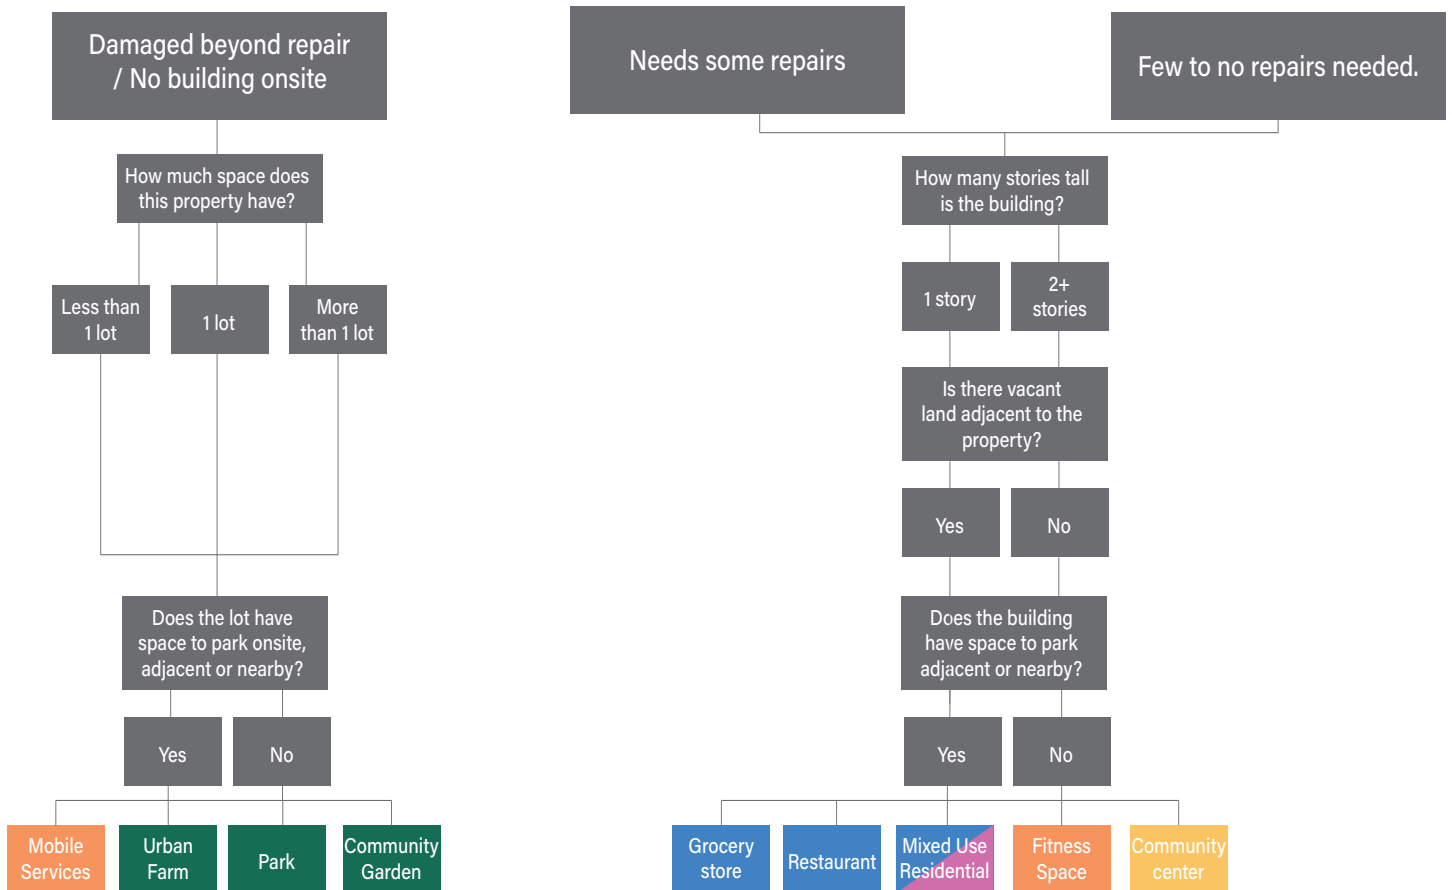 Damaged beyond repair
/ No building onsite
How much space does
this property have?
Less than
1 lot
1 lot
More
than 1 lot
Does the lot have
space to park onsite,
adjacent or nearby?
Yes
No
Mobile
Services
Urban
Farm
Park
Community
Garden
Needs some repairs
Few to no repairs needed.
How many stories tall
is the building?
1 story
2+
stories
Is there vacant
land adjacent to the
property?
Yes
No
Does the building
have space to park
adjacent or nearby?
Yes
No
Grocery
store
Restaurant
Mixed Use
Residential
Fitness
Space
Community
center